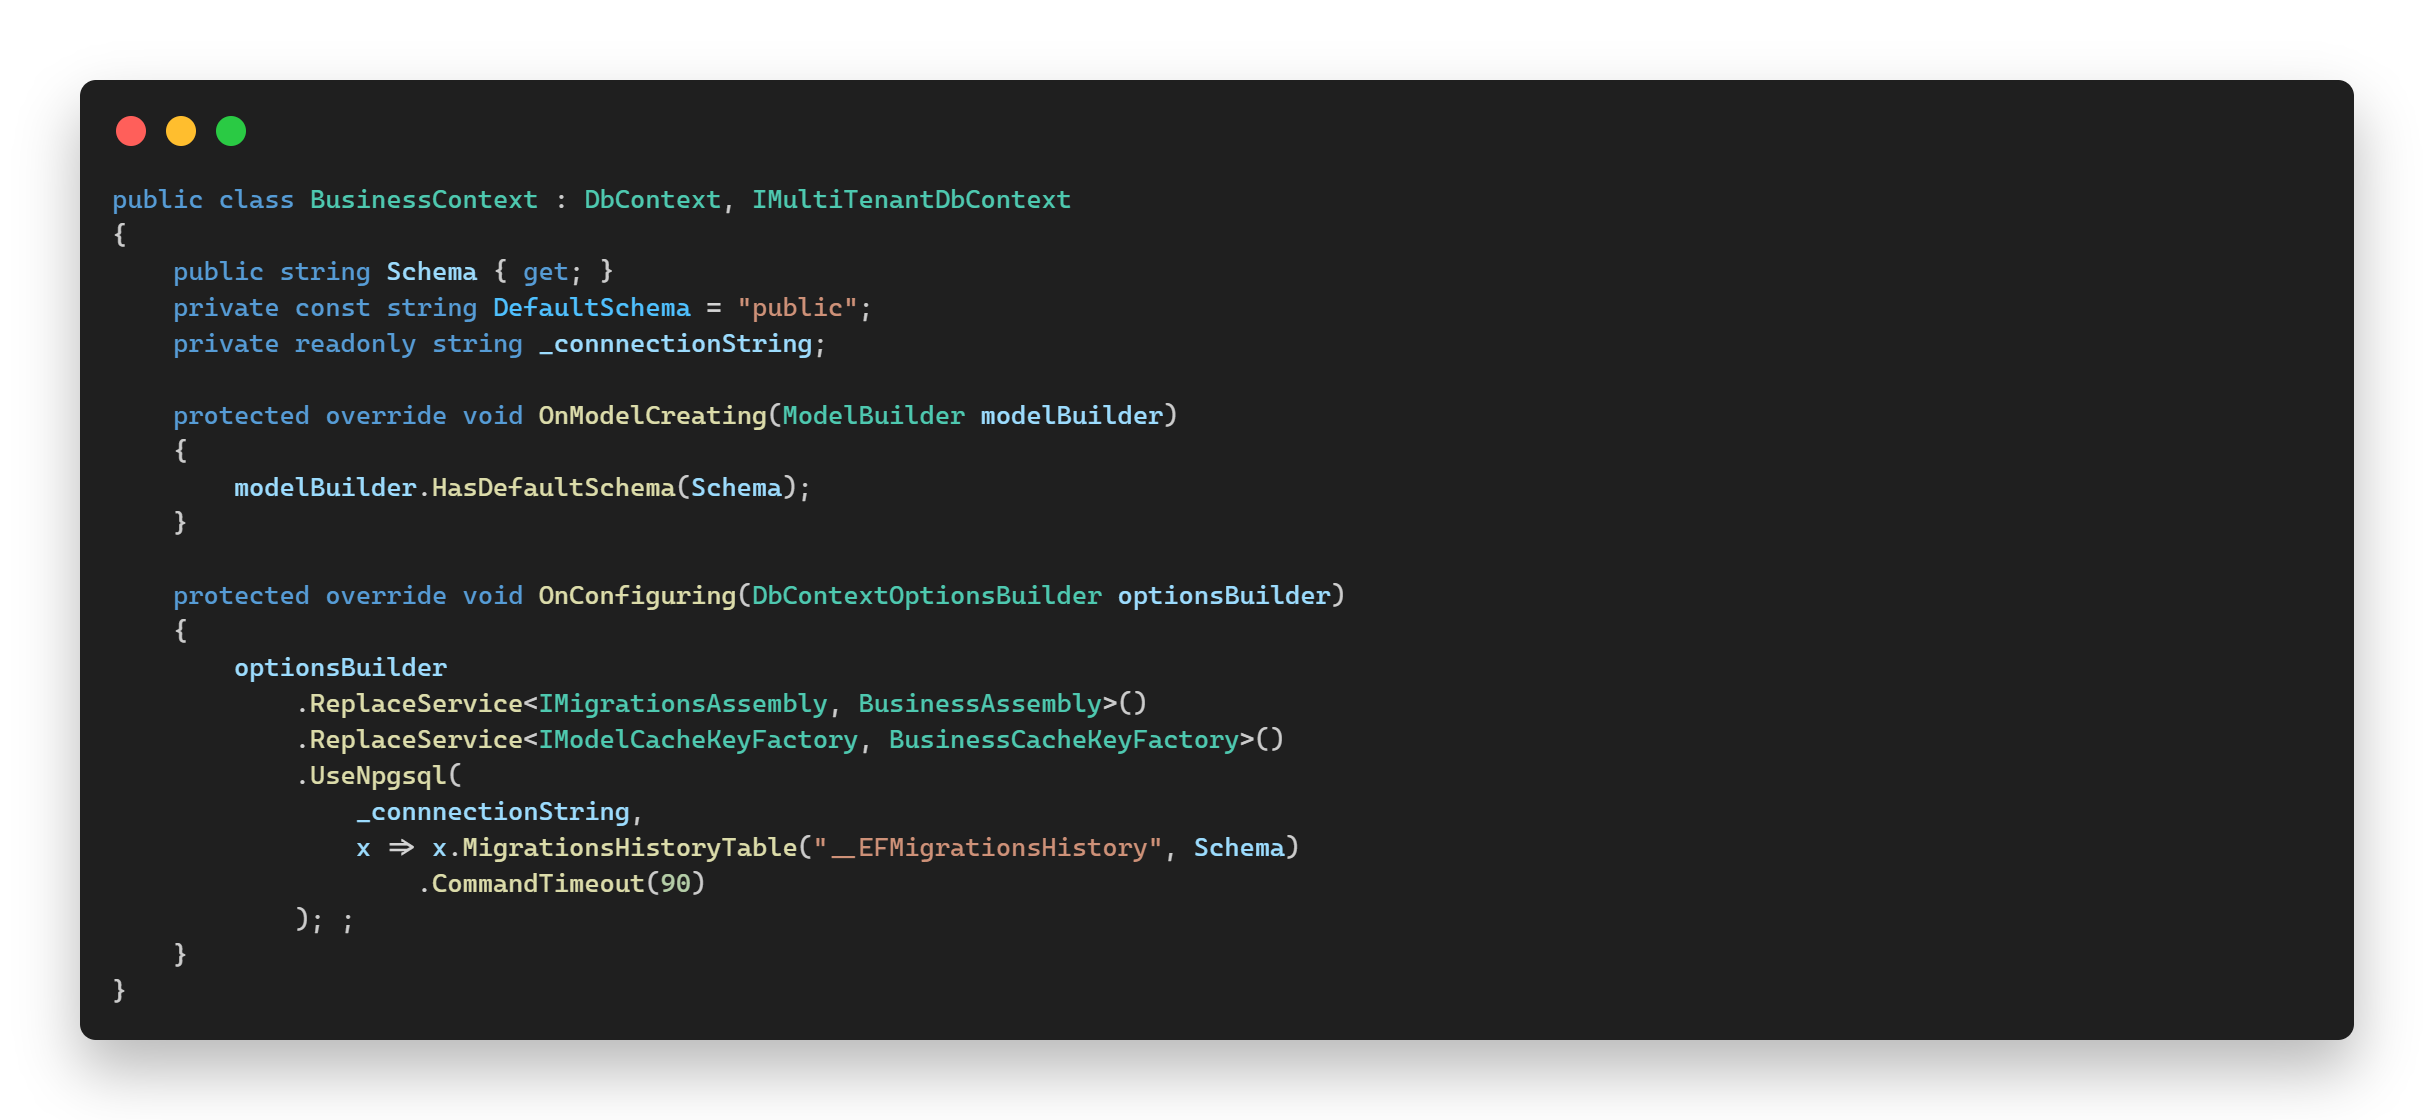 public class BusinessContext : DbContext, IMultiTenantDbContext
{
    public string Schema { get; }
    private const string DefaultSchema = "public";
    private readonly string _connnectionString;

    protected override void OnModelCreating(ModelBuilder modelBuilder)
    {
        modelBuilder.HasDefaultSchema(Schema);
    }

    protected override void OnConfiguring(DbContextOptionsBuilder optionsBuilder)
    {
        optionsBuilder
            .ReplaceService<IMigrationsAssembly, BusinessAssembly>()
            .ReplaceService<IModelCacheKeyFactory, BusinessCacheKeyFactory>()
            .UseNpgsql(
                _connnectionString,
                x => x.MigrationsHistoryTable("__EFMigrationsHistory", Schema)
                    .CommandTimeout(90)
            ); ;
    }
}